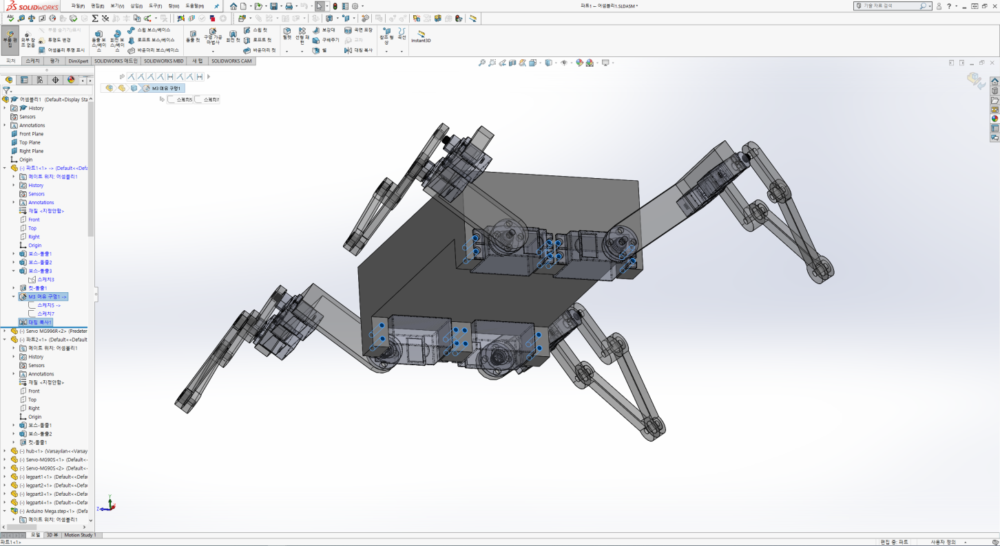 SOLIDWORKS
파일(F) 편집(E) 보기(V) 삽입(I) 도구(T) 창(W) 도움말(H)
파트1 -- 어셈블리1.SLDASM *
기술 자료 검색
부품 편집
외부 참조 없음
부품 숨기기/표시
투명도 변경
어셈블리 투명 표시
돌출 보스/베이스
회전 보스/베이스
스윕 보스/베이스
로프트 보스/베이스
바운더리 보스/베이스
돌출 컷
구멍 가공 마법사
회전 컷
스윕 컷
로프트 컷
바운더리 컷
필렛
선형 패턴
보강대
구배주기
쉘
곡면 포장
교차
대칭 복사
참조 형상
곡선
Instant3D
피처 스케치 평가 DimXpert SOLIDWORKS 애드인 SOLIDWORKS MBD 새 탭 SOLIDWORKS CAM
M3 여유 구멍1
스케치5 스케치7
어셈블리1 (Default<Display Sta
History
Sensors
Annotations
Front Plane
Top Plane
Right Plane
Origin
(-) 파트1<1> -> (Default<<Defa
메이트 위치: 어셈블리1
History
Sensors
Annotations
재질 <지정안함>
Front
Top
Right
Origin
보스-돌출1
보스-돌출2
보스-돌출3
스케치3
컷-돌출1
M3 여유 구멍1 ->
스케치5 ->
스케치7
대칭 복사1
(-) Servo MG996R<2> (Predeter
(-) 파트2<1> (Default<<Default
메이트 위치: 어셈블리1
History
Sensors
Annotations
재질 <지정안함>
Front
Top
Right
Origin
보스-돌출1
보스-돌출2
컷-돌출1
(-) hub<1> (Varsayılan<<Varsay
(-) Servo-MG90S<1> (Default<<
(-) Servo-MG90S<2> (Default<<
(-) legpart1<1> (Default<<Defau
(-) legpart2<1> (Default<<Defau
(-) legpart3<1> (Default<<Defau
(-) legpart4<1> (Default<<Defau
(-) Arduino Mega.step<1> (Defa
메이트 위치: 어셈블리1
Y
Z
모델 3D 뷰 Motion Study 1
파트1<1>
편집 중: 파트
사용자 정의